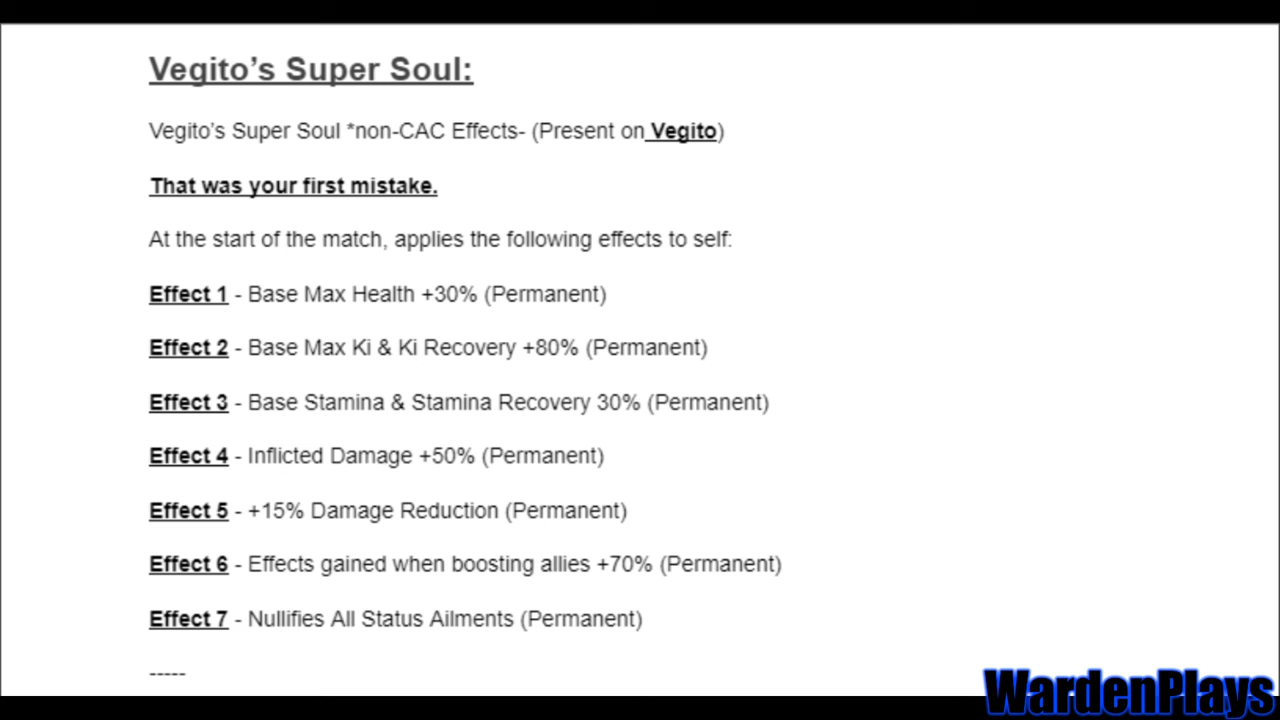 Vegito’s Super Soul:
Vegito’s Super Soul *non-CAC Effects- (Present on Vegito)
That was your first mistake.
At the start of the match, applies the following effects to self:
Effect 1 - Base Max Health +30% (Permanent)
Effect 2 - Base Max Ki & Ki Recovery +80% (Permanent)
Effect 3 - Base Stamina & Stamina Recovery 30% (Permanent)
Effect 4 - Inflicted Damage +50% (Permanent)
Effect 5 - +15% Damage Reduction (Permanent)
Effect 6 - Effects gained when boosting allies +70% (Permanent)
Effect 7 - Nullifies All Status Ailments (Permanent)
-----
WardenPlays